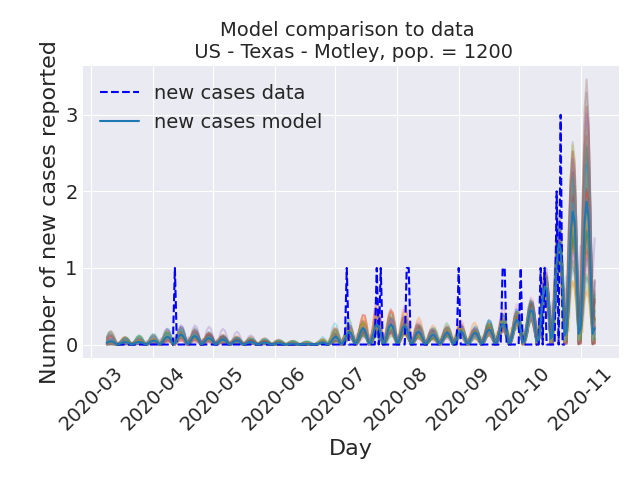 Model comparison to data
US - Texas - Motley, pop. = 1200
Number of new cases reported
3
2
1
0
new cases data
new cases model
2020-03
2020-04
2020-05
2020-06
2020-07
2020-08
2020-09
2020-10
2020-11
Day